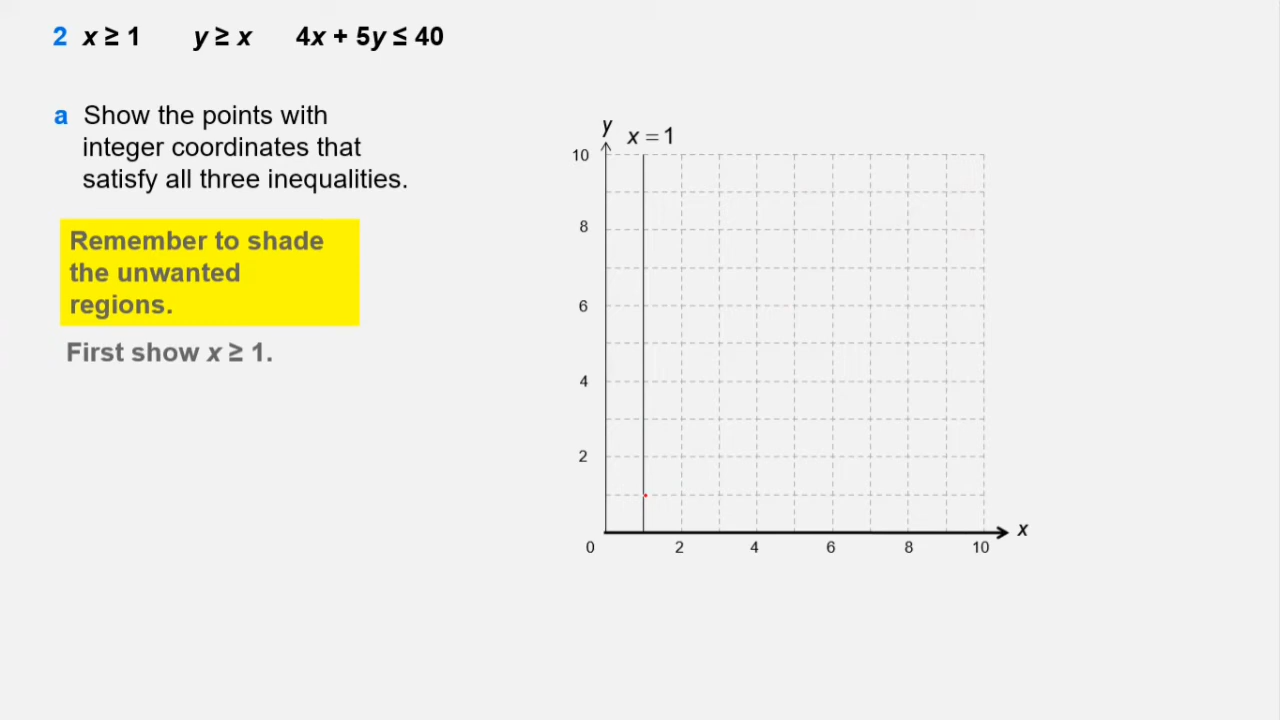 2 x ≥ 1 y ≥ x 4x + 5y ≤ 40
a Show the points with
integer coordinates that
satisfy all three inequalities.
Remember to shade
the unwanted
regions.
First show x ≥ 1.
y x = 1
10
8
6
4
2
x
0 2 4 6 8 10